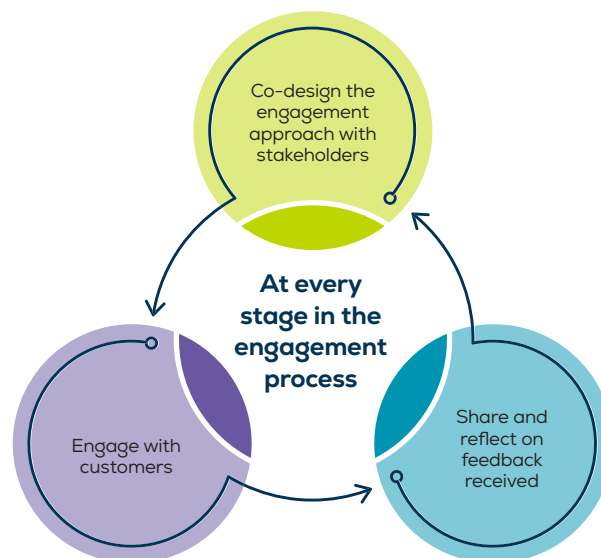 Co-design the
engagement
approach with
stakeholders
At every
stage in the
engagement
process
Engage with
customers
Share and
reflect on
feedback
received